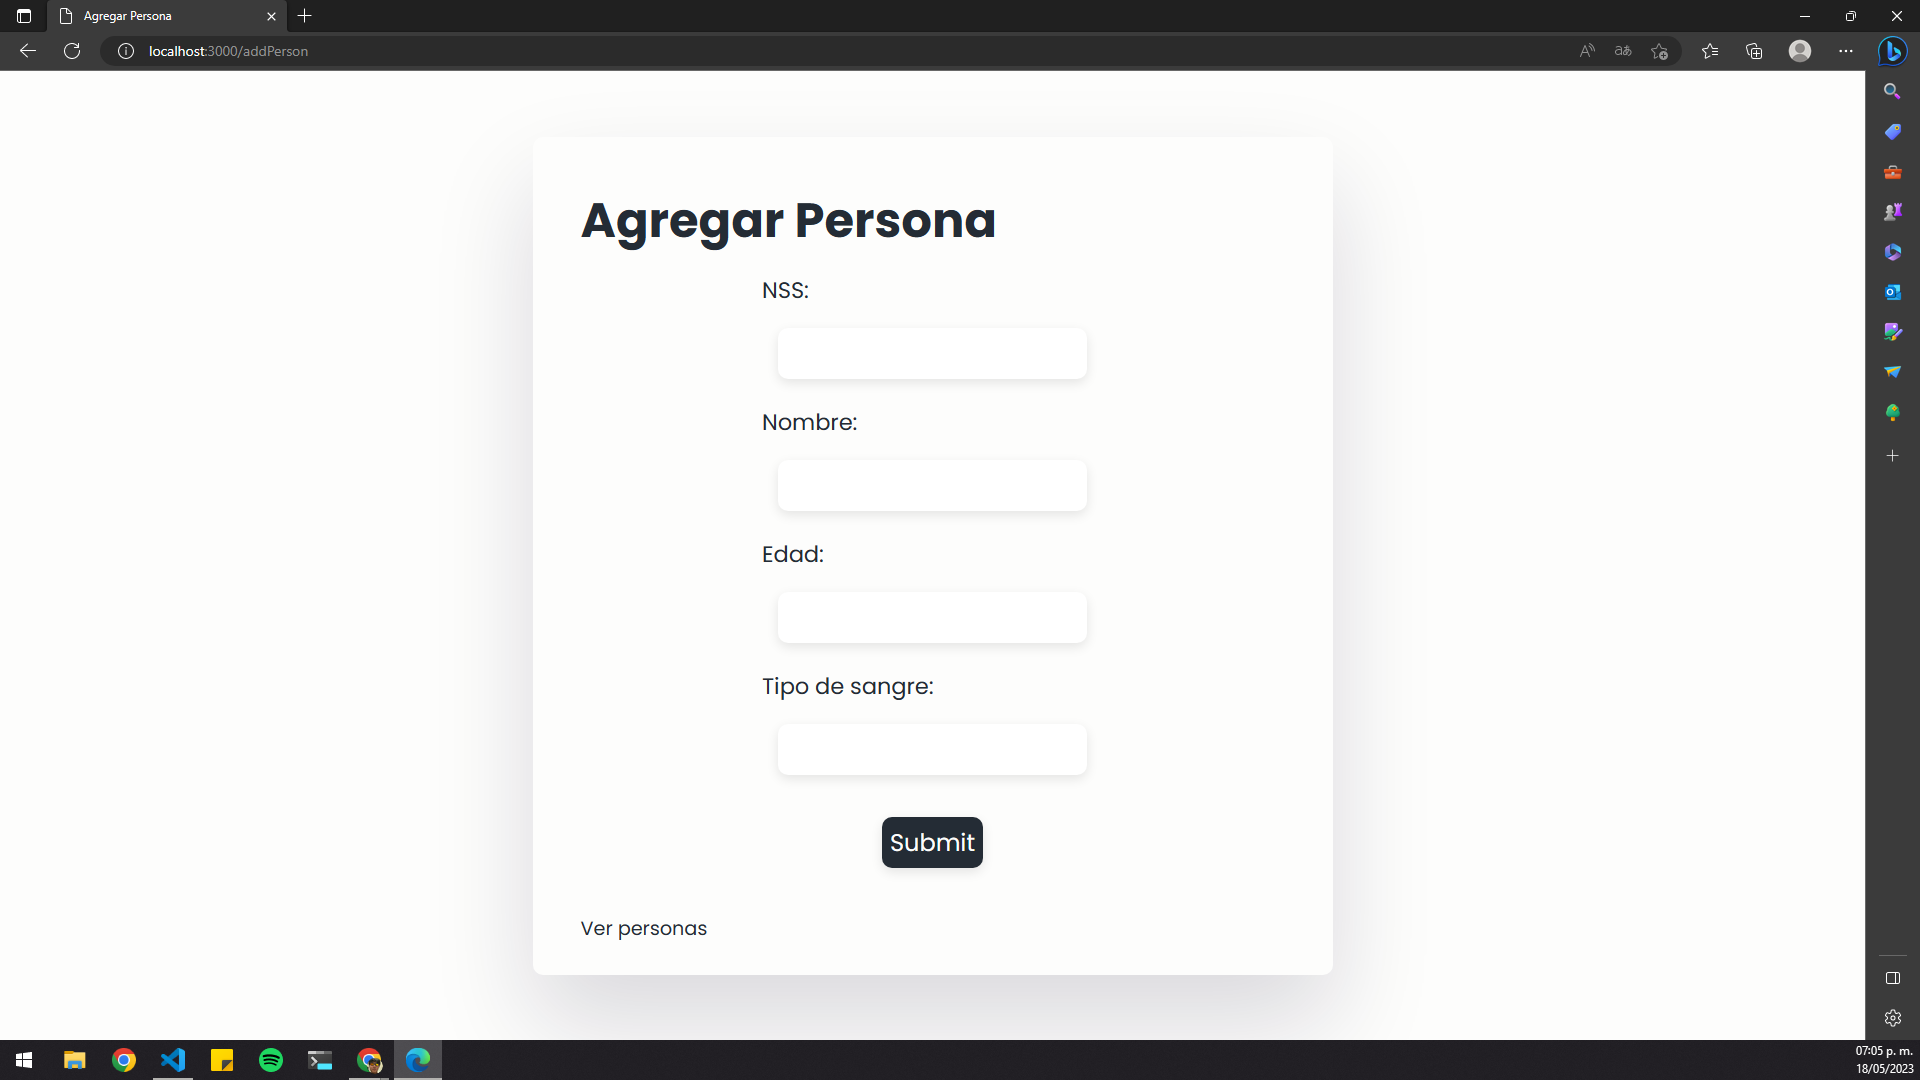 Agregar Persona
localhost:3000/addPerson
Agregar Persona
NSS:
Nombre:
Edad:
Tipo de sangre:
Submit
Ver personas
07:05 p. m.
18/05/2023